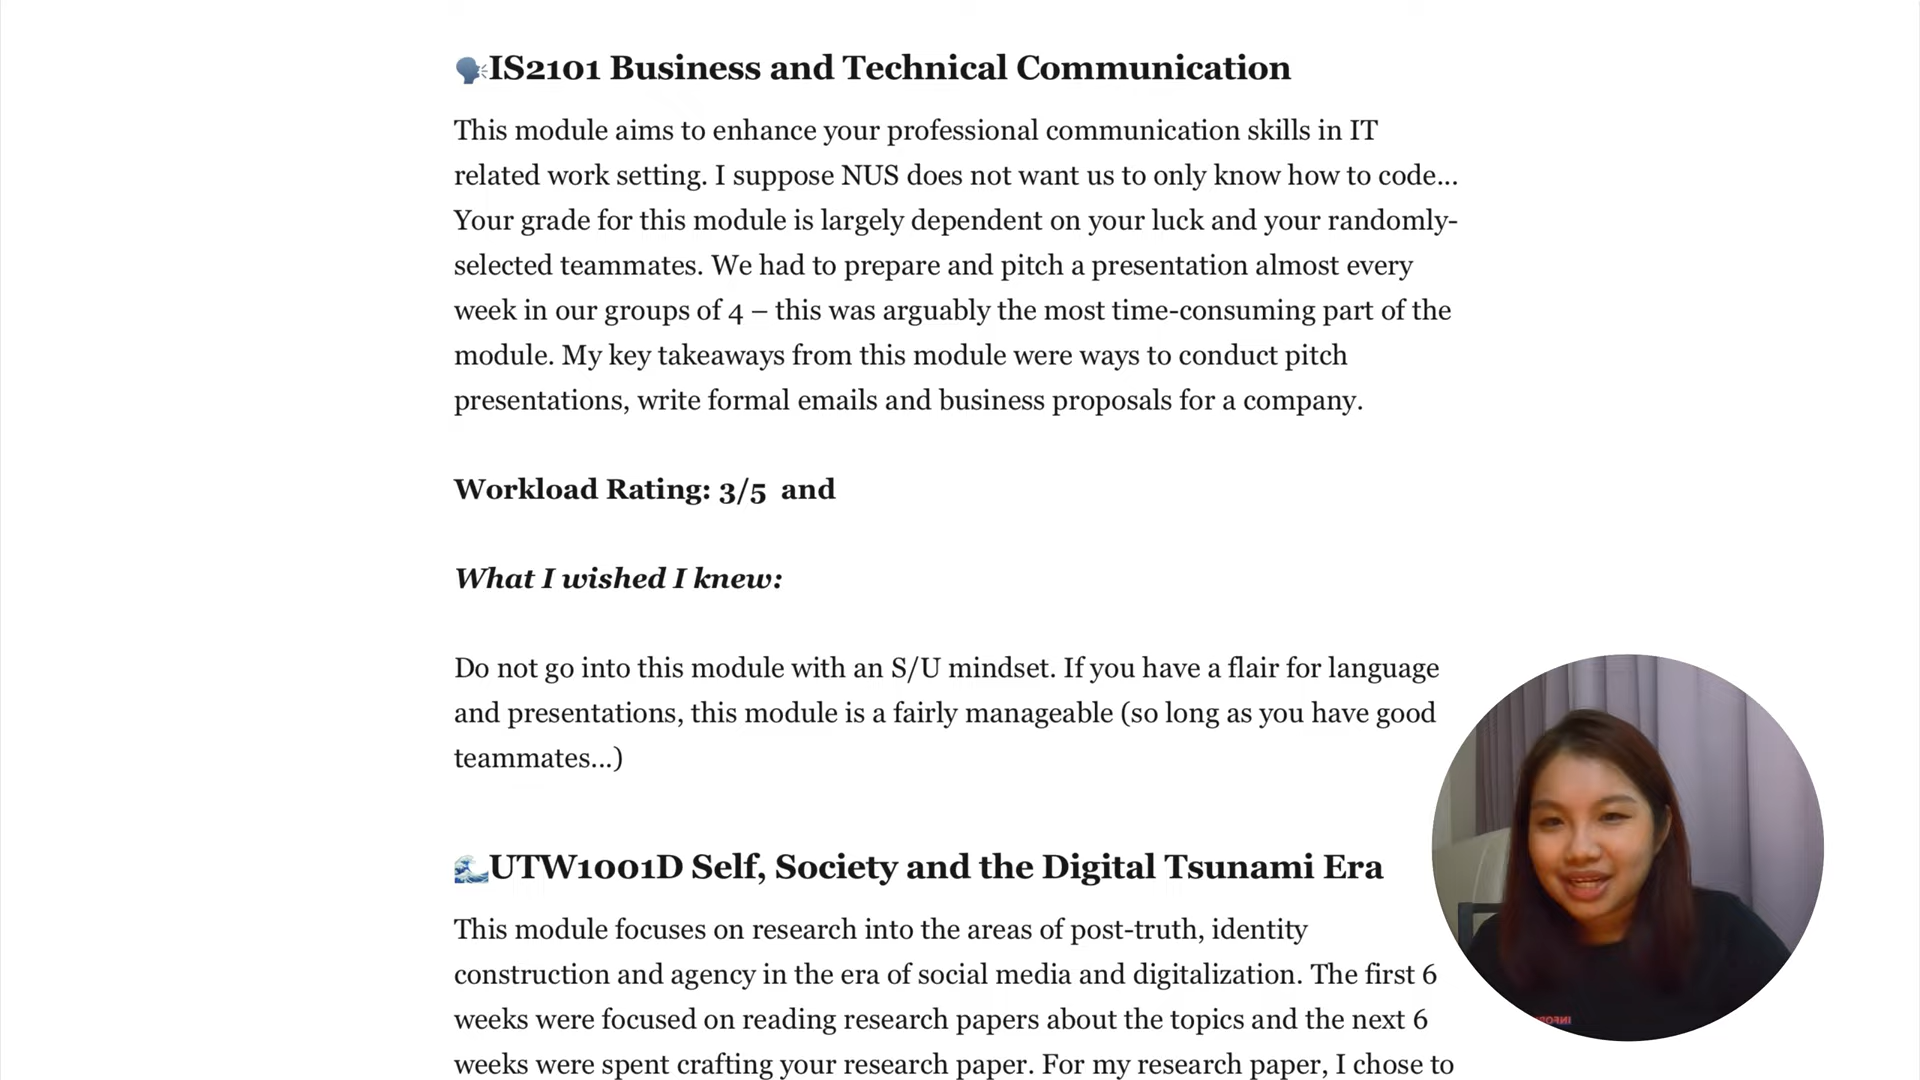 IS2101 Business and Technical Communication
This module aims to enhance your professional communication skills in IT
related work setting. I suppose NUS does not want us to only know how to code...
Your grade for this module is largely dependent on your luck and your randomly-
selected teammates. We had to prepare and pitch a presentation almost every
week in our groups of 4 – this was arguably the most time-consuming part of the
module. My key takeaways from this module were ways to conduct pitch
presentations, write formal emails and business proposals for a company.
Workload Rating: 3/5  and
What I wished I knew:
Do not go into this module with an S/U mindset. If you have a flair for language
and presentations, this module is a fairly manageable (so long as you have good
teammates...)
UTW1001D Self, Society and the Digital Tsunami Era
This module focuses on research into the areas of post-truth, identity
construction and agency in the era of social media and digitalization. The first 6
weeks were focused on reading research papers about the topics and the next 6
weeks were spent crafting your research paper. For my research paper, I chose to